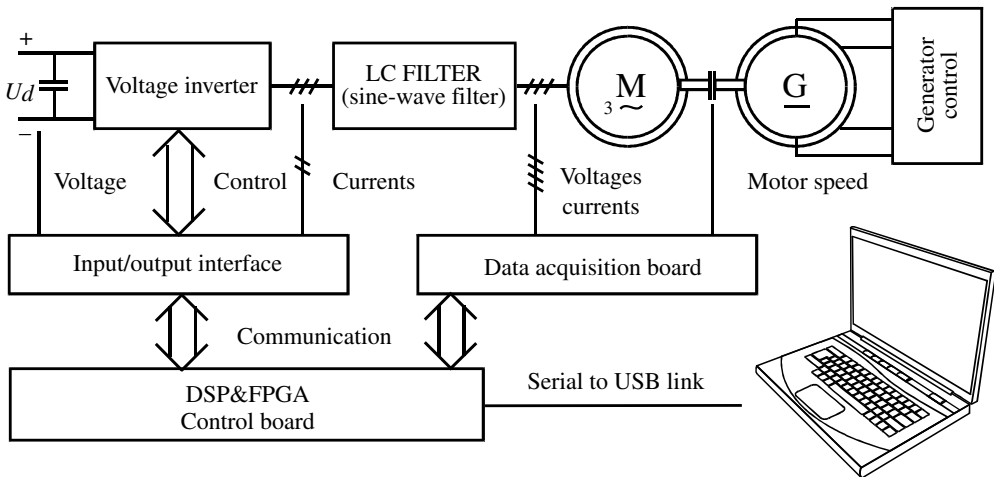 +
Ud
−
Voltage inverter
LC FILTER
(sine-wave filter)
M
3 ~
G
Generator
control
Voltage
Control
Currents
Voltages
currents
Motor speed
Input/output interface
Data acquisition board
Communication
DSP&FPGA
Control board
Serial to USB link